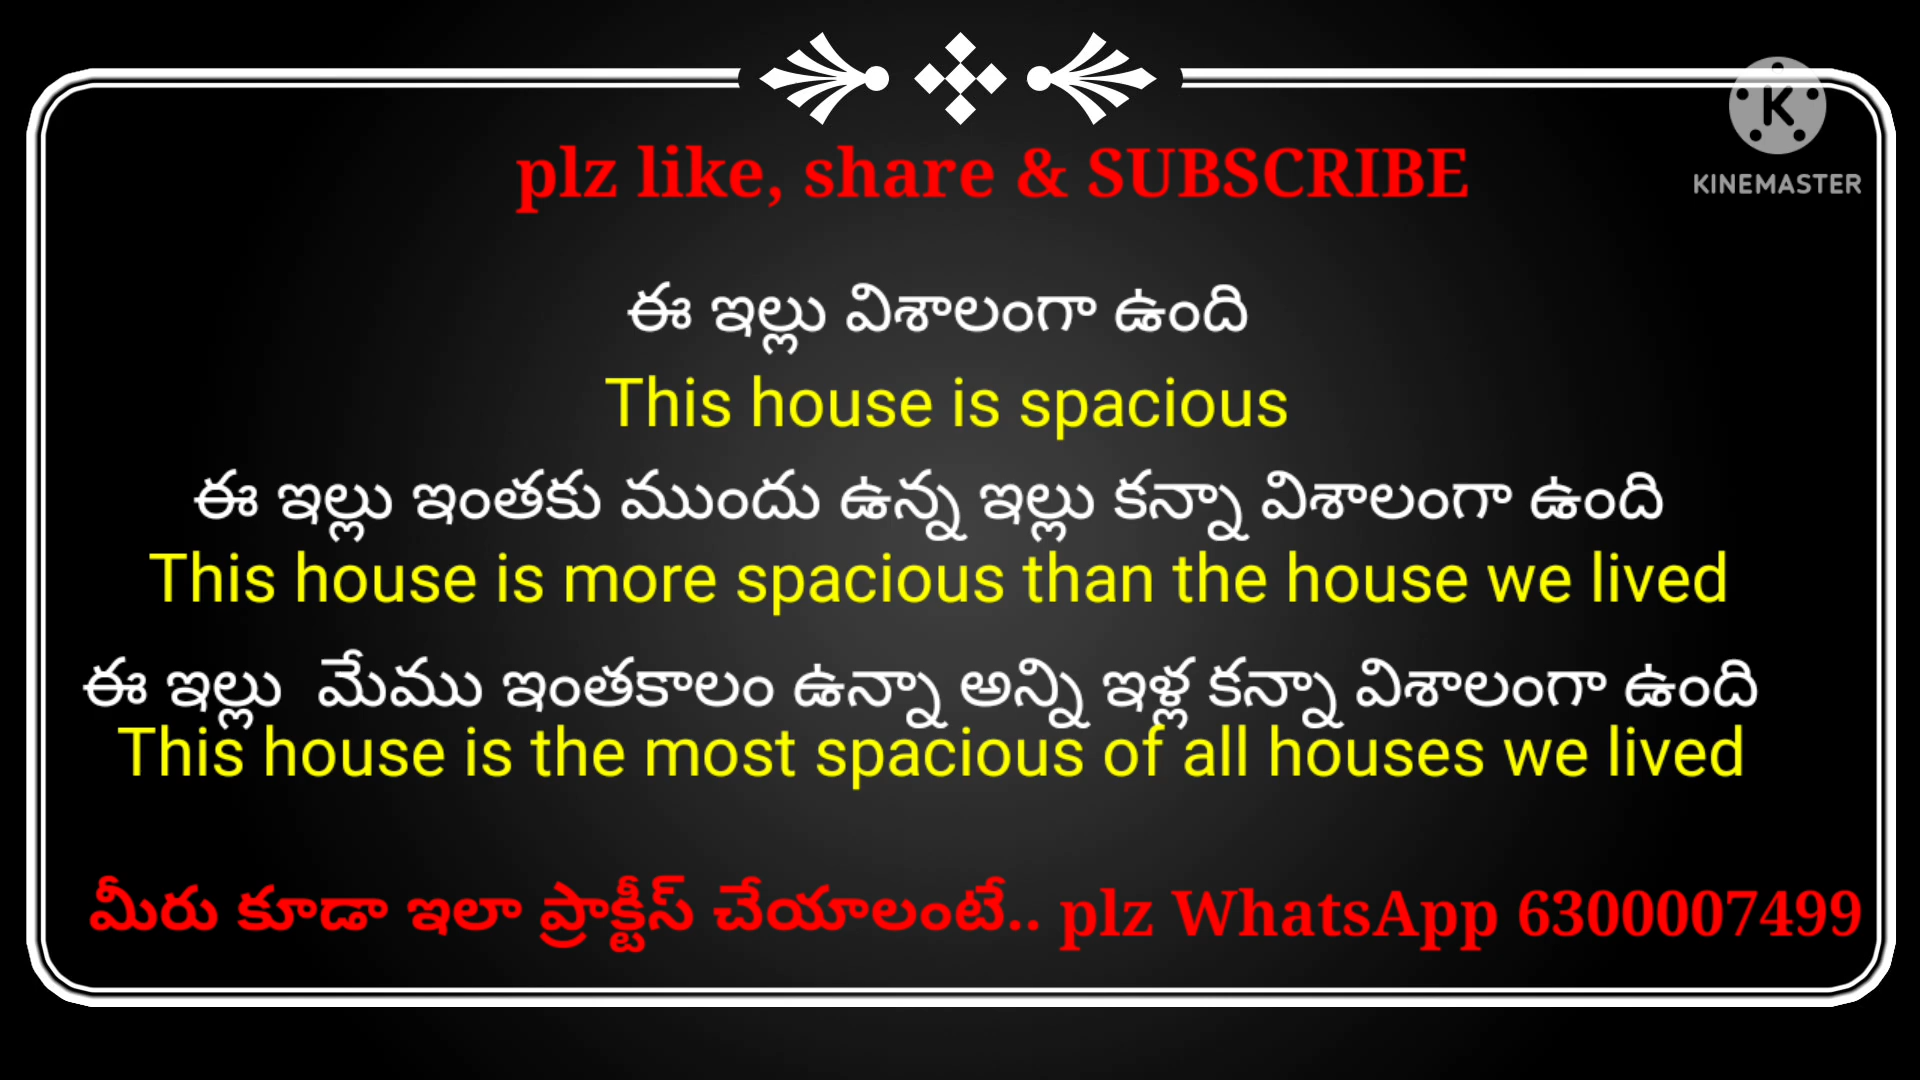 KINEMASTER
plz like, share & SUBSCRIBE
ఈ ఇల్లు విశాలంగా ఉంది
This house is spacious
ఈ ఇల్లు ఇంతకు ముందు ఉన్న ఇల్లు కన్నా విశాలంగా ఉంది
This house is more spacious than the house we lived
ఈ ఇల్లు మేము ఇంతకాలం ఉన్నా అన్ని ఇళ్ల కన్నా విశాలంగా ఉంది
This house is the most spacious of all houses we lived
మీరు కూడా ఇలా ప్రాక్టీస్ చేయాలంటే.. plz WhatsApp 6300007499